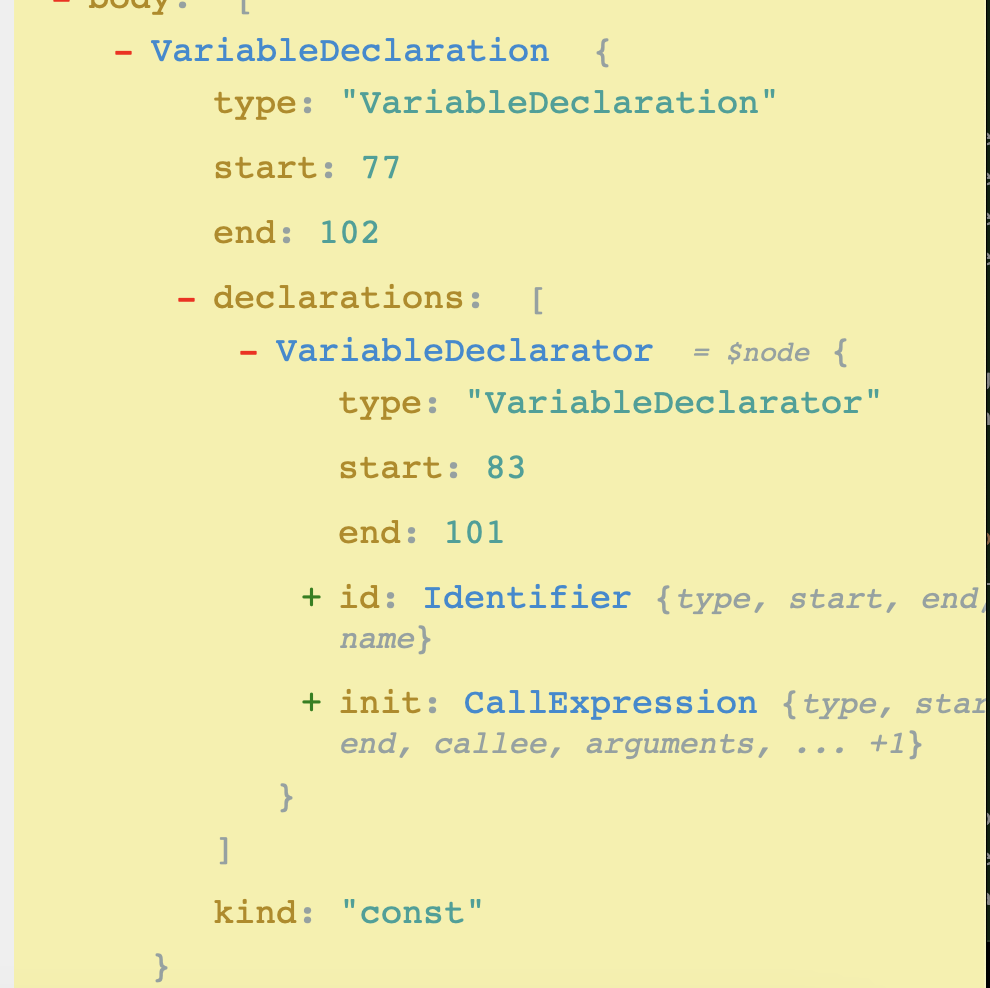 - body: [
- VariableDeclaration {
type: "VariableDeclaration"
start: 77
end: 102
- declarations: [
- VariableDeclarator = $node {
type: "VariableDeclarator"
start: 83
end: 101
+ id: Identifier {type, start, end,
name}
+ init: CallExpression {type, star
end, callee, arguments, ... +1}
}
]
kind: "const"
}